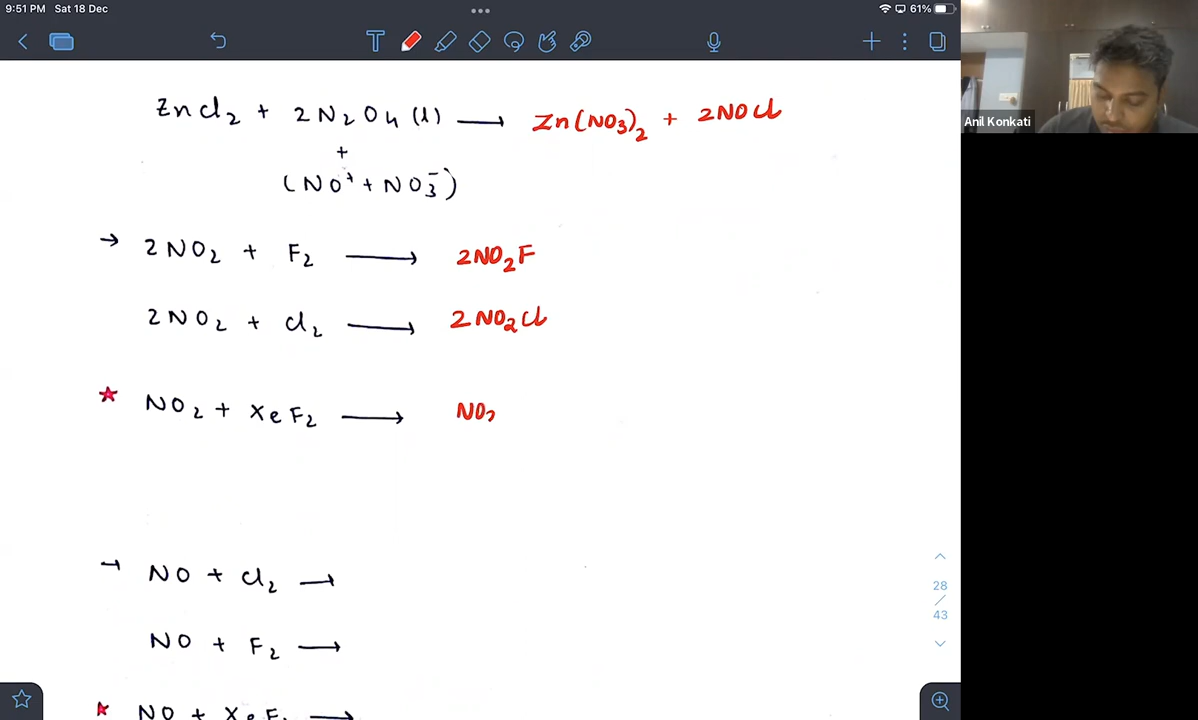 9:51 PM Sat 18 Dec
61%
T
ZnCl₂ + 2N₂O₄(l) ⟶ Zn(NO₃)₂ + 2NOCl
+
(NO⁺ + NO₃⁻)
Anil Konkati
→ 2NO₂ + F₂ ⟶ 2NO₂F
2NO₂ + Cl₂ ⟶ 2NO₂Cl
★ NO₂ + XeF₂ ⟶ NO₂
→ NO + Cl₂ ⟶
28
/
43
NO + F₂ ⟶
★ NO + XeF₂ ⟶